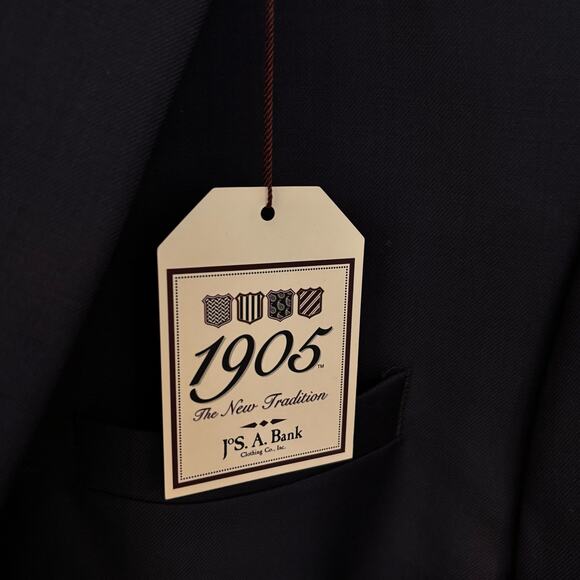 1905™
The New Tradition
JoS. A. Bank
Clothing Co., Inc.